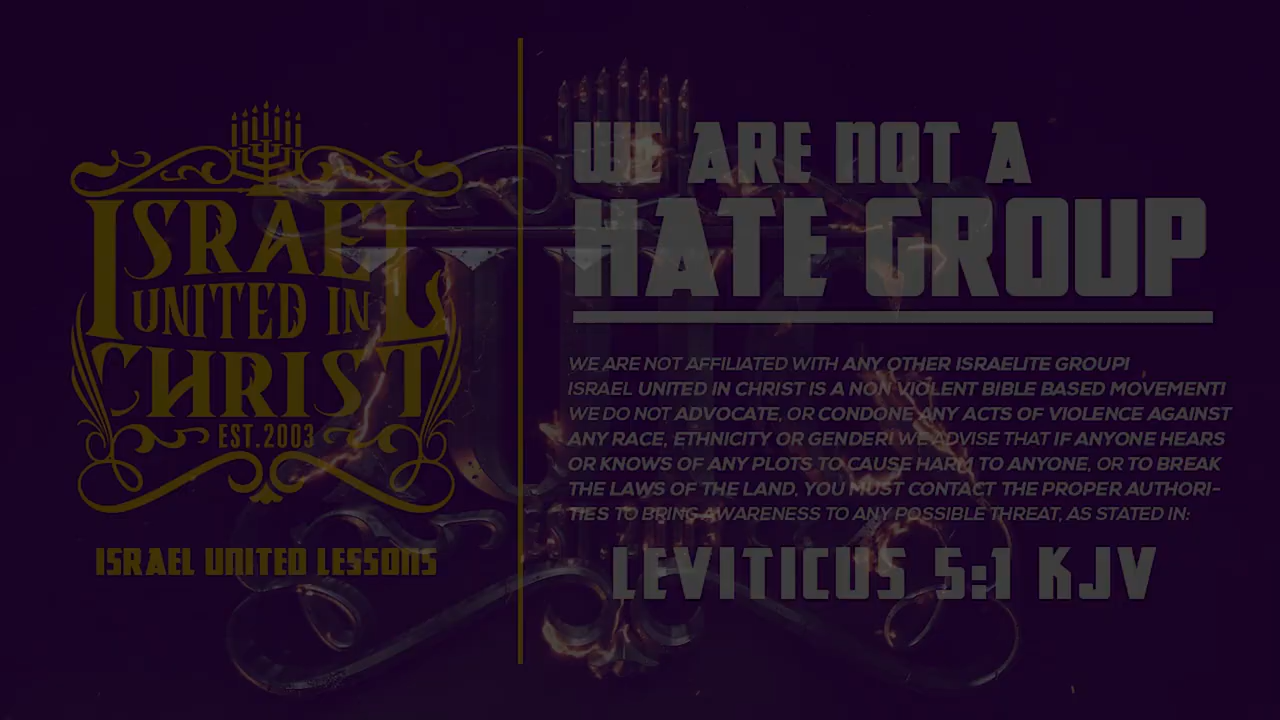 ISRAEL
UNITED IN
CHRIST
EST.2003
ISRAEL UNITED LESSONS
WE ARE NOT A
HATE GROUP
WE ARE NOT AFFILIATED WITH ANY OTHER ISRAELITE GROUP!
ISRAEL UNITED IN CHRIST IS A NON VIOLENT BIBLE BASED MOVEMENT!
WE DO NOT ADVOCATE, OR CONDONE ANY ACTS OF VIOLENCE AGAINST
ANY RACE, ETHNICITY OR GENDER! WE ADVISE THAT IF ANYONE HEARS
OR KNOWS OF ANY PLOTS TO CAUSE HARM TO ANYONE, OR TO BREAK
THE LAWS OF THE LAND, YOU MUST CONTACT THE PROPER AUTHORI-
TIES TO BRING AWARENESS TO ANY POSSIBLE THREAT, AS STATED IN:
LEVITICUS 5:1 KJV